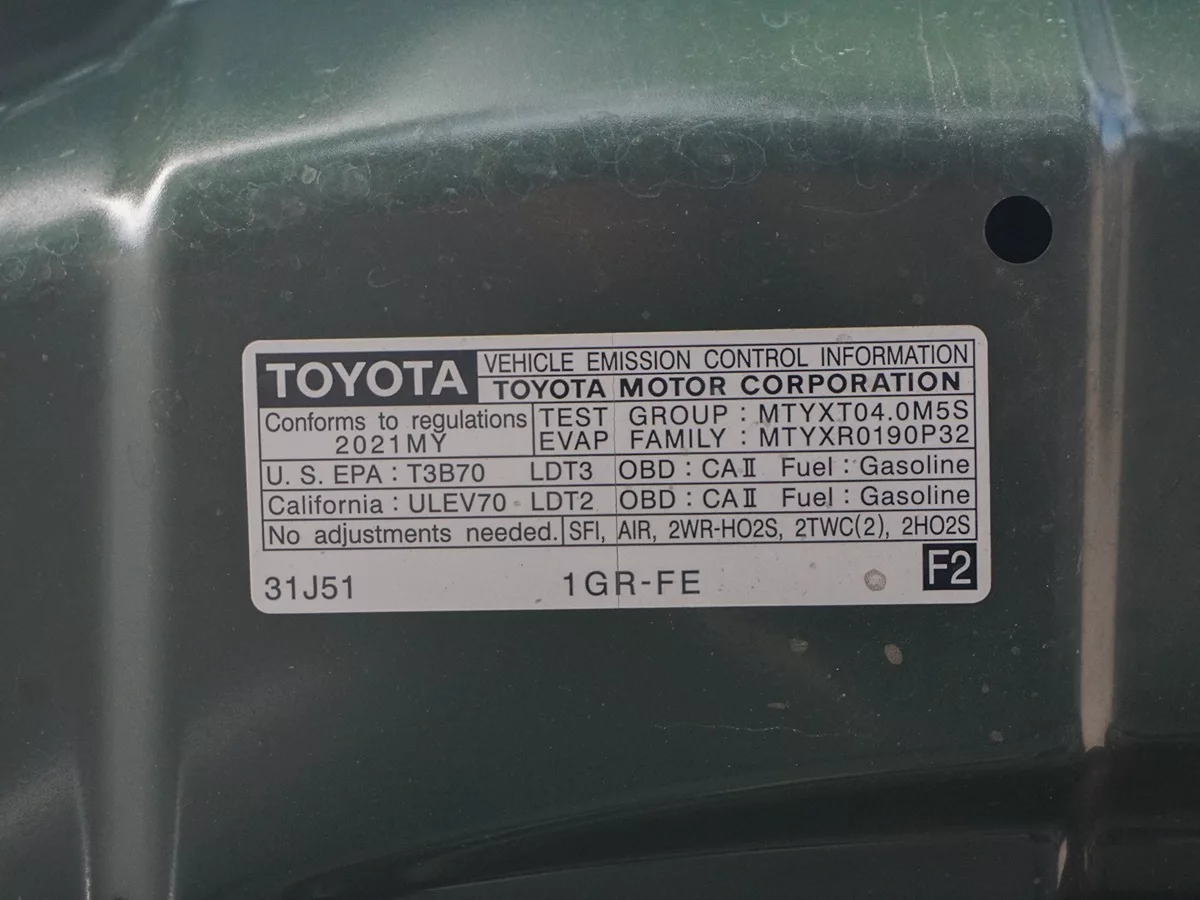 TOYOTA VEHICLE EMISSION CONTROL INFORMATION
TOYOTA MOTOR CORPORATION
Conforms to regulations TEST GROUP : MTYXT04.0M5S
2021MY EVAP FAMILY : MTYXR0190P32
U. S. EPA : T3B70 LDT3 OBD : CAⅡ Fuel : Gasoline
California : ULEV70 LDT2 OBD : CAⅡ Fuel : Gasoline
No adjustments needed. SFI, AIR, 2WR-HO2S, 2TWC(2), 2HO2S
31J51 1GR-FE F2